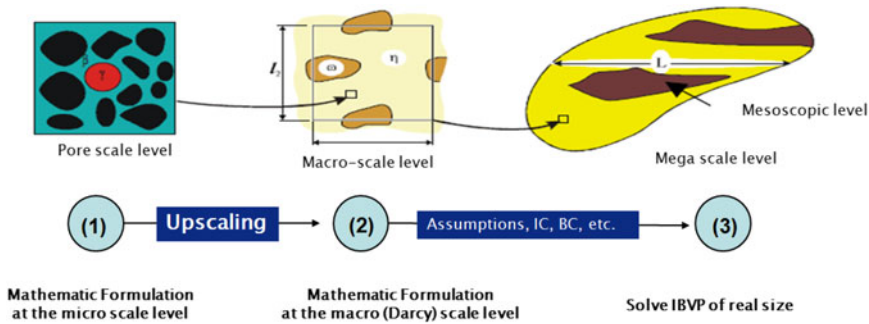 β
γ
l₂
ω
η
L
Mesoscopic level
Pore scale level
Macro-scale level
Mega scale level
(1)
Upscaling
(2)
Assumptions, IC, BC, etc.
(3)
Mathematic Formulation
at the micro scale level
Mathematic Formulation
at the macro (Darcy) scale level
Solve IBVP of real size